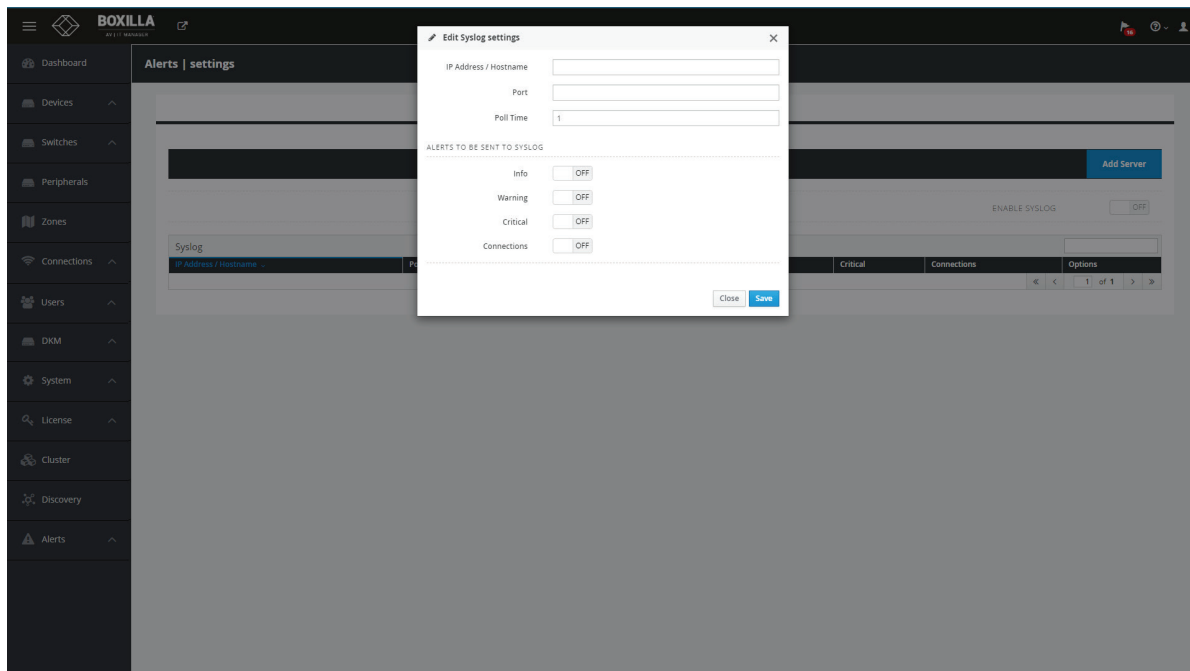 BOXILLA
AV I IT MANAGER
16
Dashboard
Devices
Switches
Peripherals
Zones
Connections
Users
DKM
System
License
Cluster
Discovery
Alerts
Alerts | settings
Edit Syslog settings
IP Address / Hostname
Port
Poll Time
1
ALERTS TO BE SENT TO SYSLOG
Info OFF
Warning OFF
Critical OFF
Connections OFF
Close Save
Add Server
ENABLE SYSLOG OFF
Syslog
IP Address / Hostname Po Critical Connections Options
1 of 1